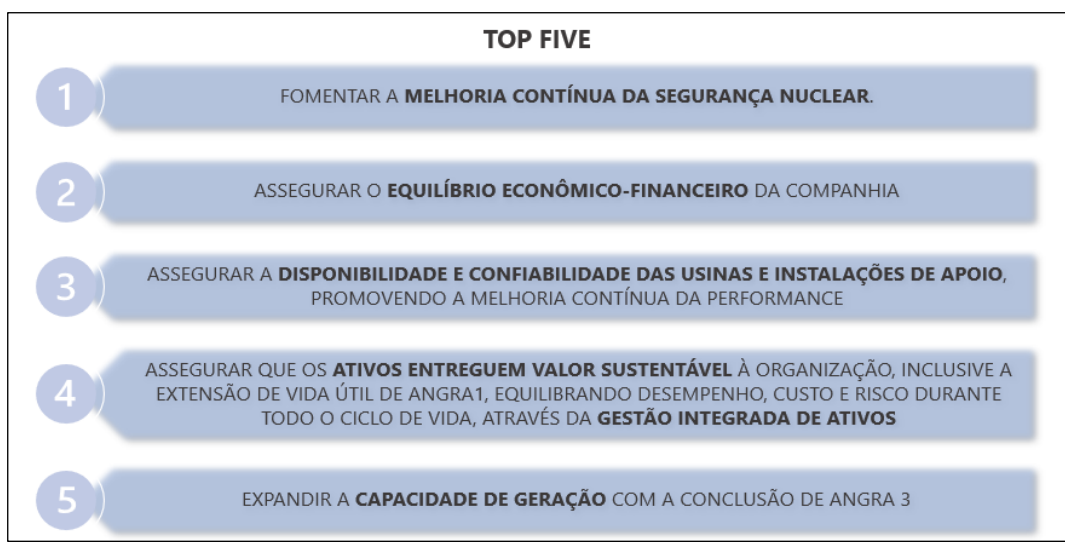 TOP FIVE
1
FOMENTAR A MELHORIA CONTÍNUA DA SEGURANÇA NUCLEAR.
2
ASSEGURAR O EQUILÍBRIO ECONÔMICO-FINANCEIRO DA COMPANHIA
3
ASSEGURAR A DISPONIBILIDADE E CONFIABILIDADE DAS USINAS E INSTALAÇÕES DE APOIO,
PROMOVENDO A MELHORIA CONTÍNUA DA PERFORMANCE
4
ASSEGURAR QUE OS ATIVOS ENTREGUEM VALOR SUSTENTÁVEL À ORGANIZAÇÃO, INCLUSIVE A
EXTENSÃO DE VIDA ÚTIL DE ANGRA1, EQUILIBRANDO DESEMPENHO, CUSTO E RISCO DURANTE
TODO O CICLO DE VIDA, ATRAVÉS DA GESTÃO INTEGRADA DE ATIVOS
5
EXPANDIR A CAPACIDADE DE GERAÇÃO COM A CONCLUSÃO DE ANGRA 3